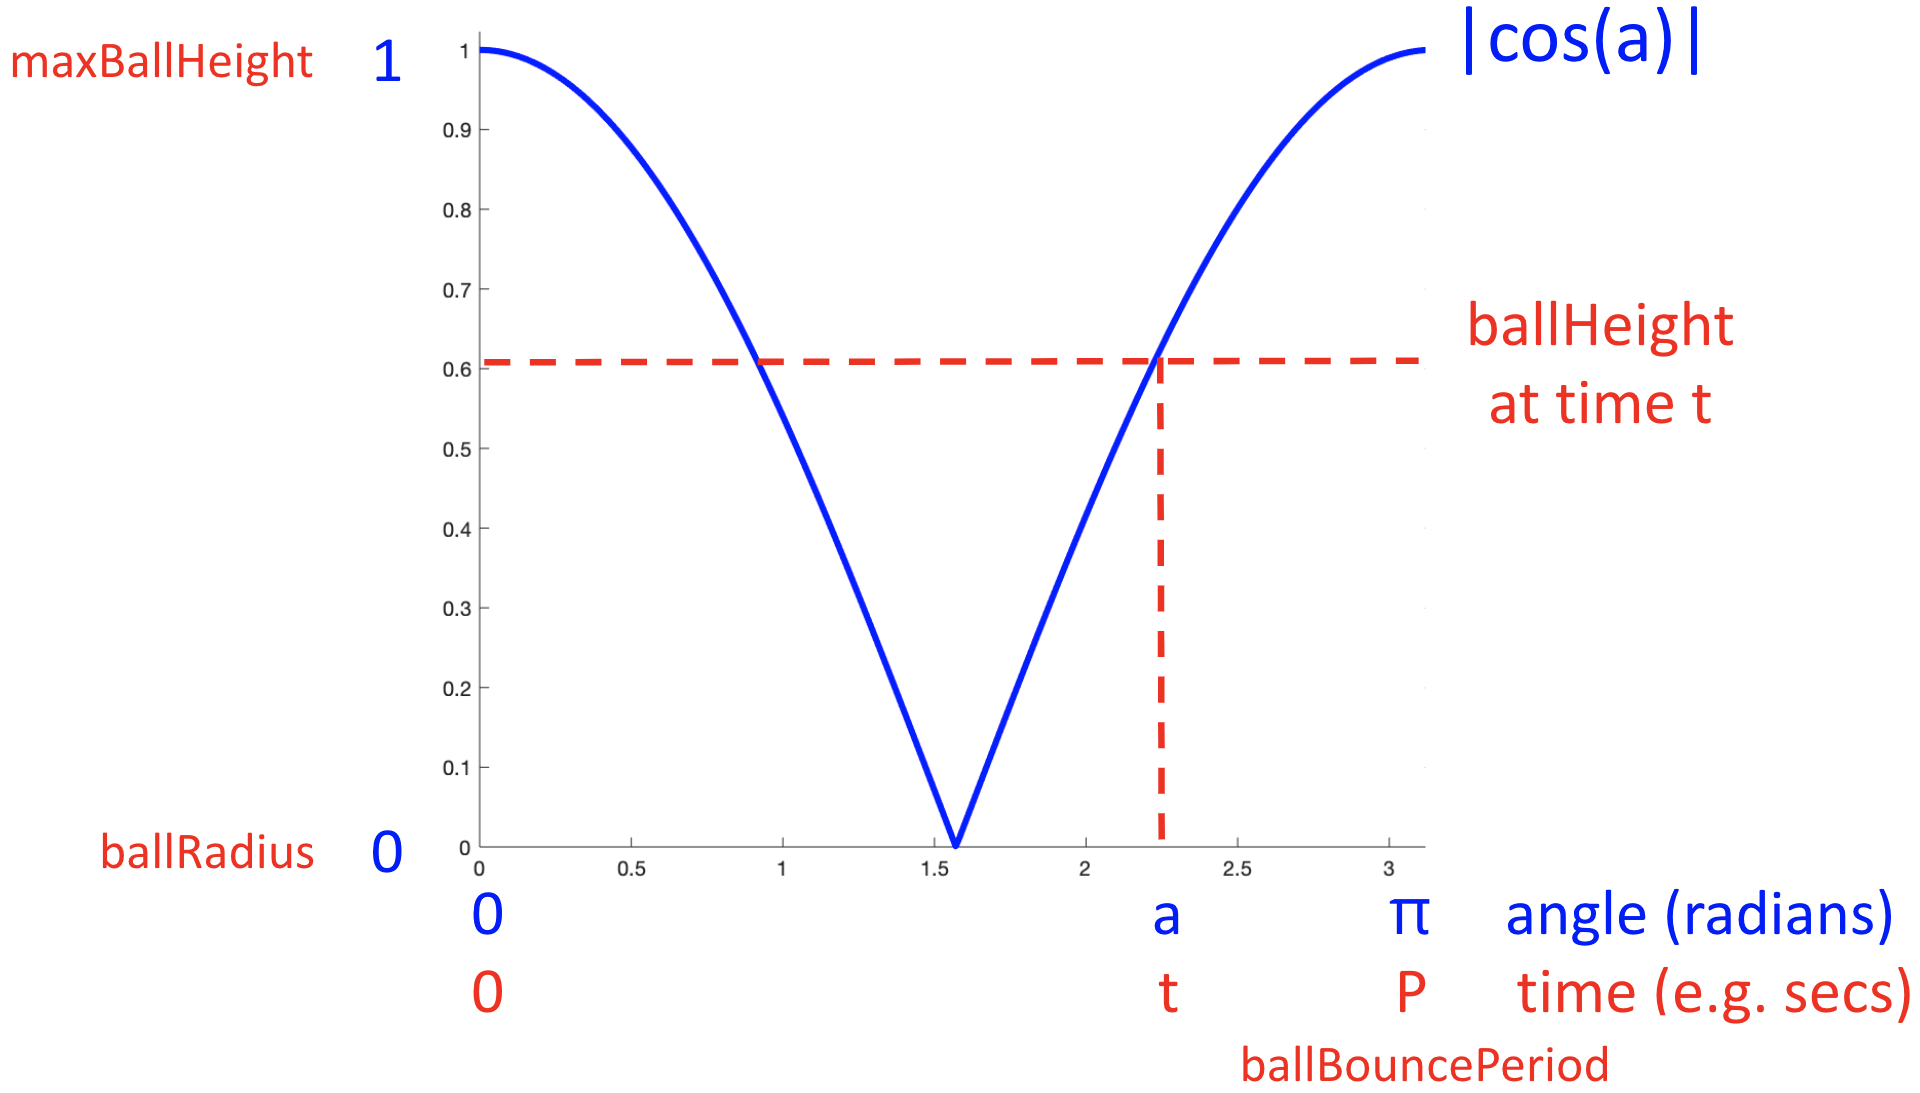 maxBallHeight 1 |cos(a)|
1
0.9
0.8
0.7
ballHeight
0.6
at time t
0.5
0.4
0.3
0.2
0.1
ballRadius 0 0
0 0.5 1 1.5 2 2.5 3
0 a π angle (radians)
0 t P time (e.g. secs)
ballBouncePeriod